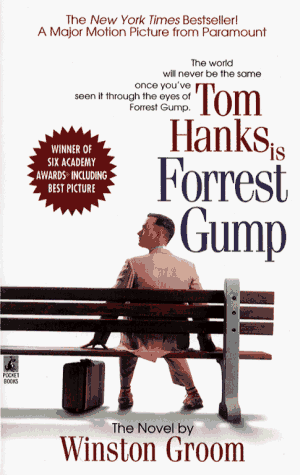 The New York Times Bestseller!
A Major Motion Picture from Paramount
The world
will never be the same
once you've
seen it through the eyes of
Forrest Gump.
Tom
Hanks is
Forrest
Gump
WINNER OF
SIX ACADEMY
AWARDS® INCLUDING
BEST PICTURE
POCKET
BOOKS
The Novel by
Winston Groom